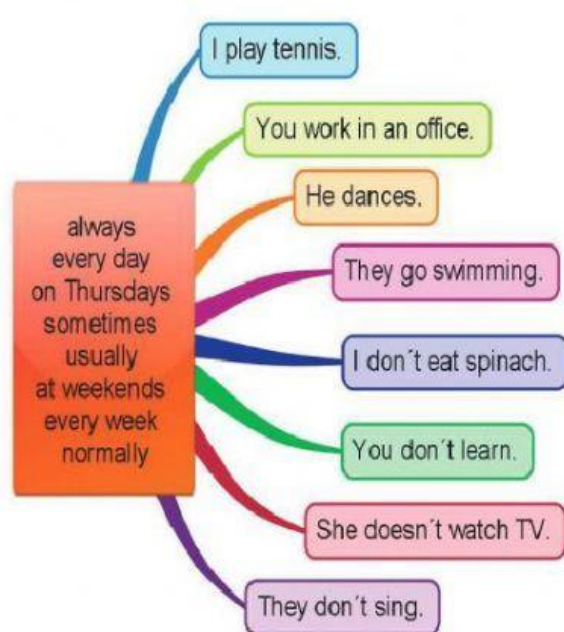 always
every day
on Thursdays
sometimes
usually
at weekends
every week
normally
I play tennis.
You work in an office.
He dances.
They go swimming.
I don´t eat spinach.
You don´t learn.
She doesn´t watch TV.
They don´t sing.